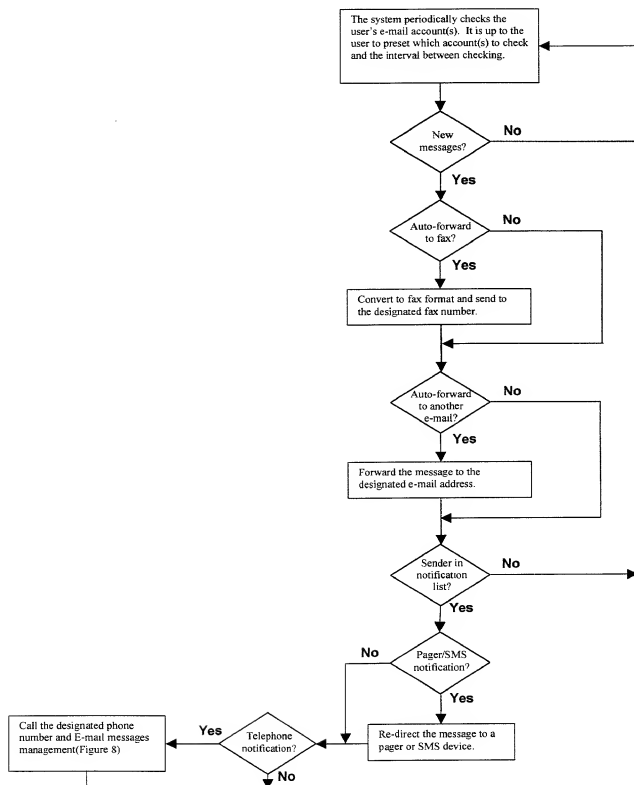 The system periodically checks the
user's e-mail account(s). It is up to the
user to preset which account(s) to check
and the interval between checking.
New
messages?
No
Yes
Auto-forward
to fax?
No
Yes
Convert to fax format and send to
the designated fax number.
Auto-forward
to another
e-mail?
No
Yes
Forward the message to the
designated e-mail address.
Sender in
notification
list?
No
Yes
Pager/SMS
notification?
No
Yes
Re-direct the message to a
pager or SMS device.
Telephone
notification?
Yes
No
Call the designated phone
number and E-mail messages
management(Figure 8)